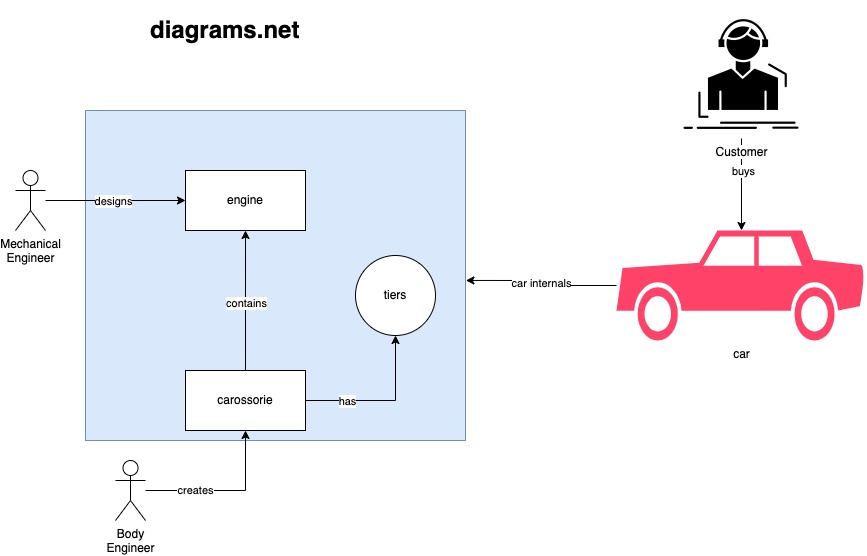 diagrams.net
Customer
buys
designs
engine
Mechanical
Engineer
contains
tiers
car internals
car
carossorie
has
creates
Body
Engineer